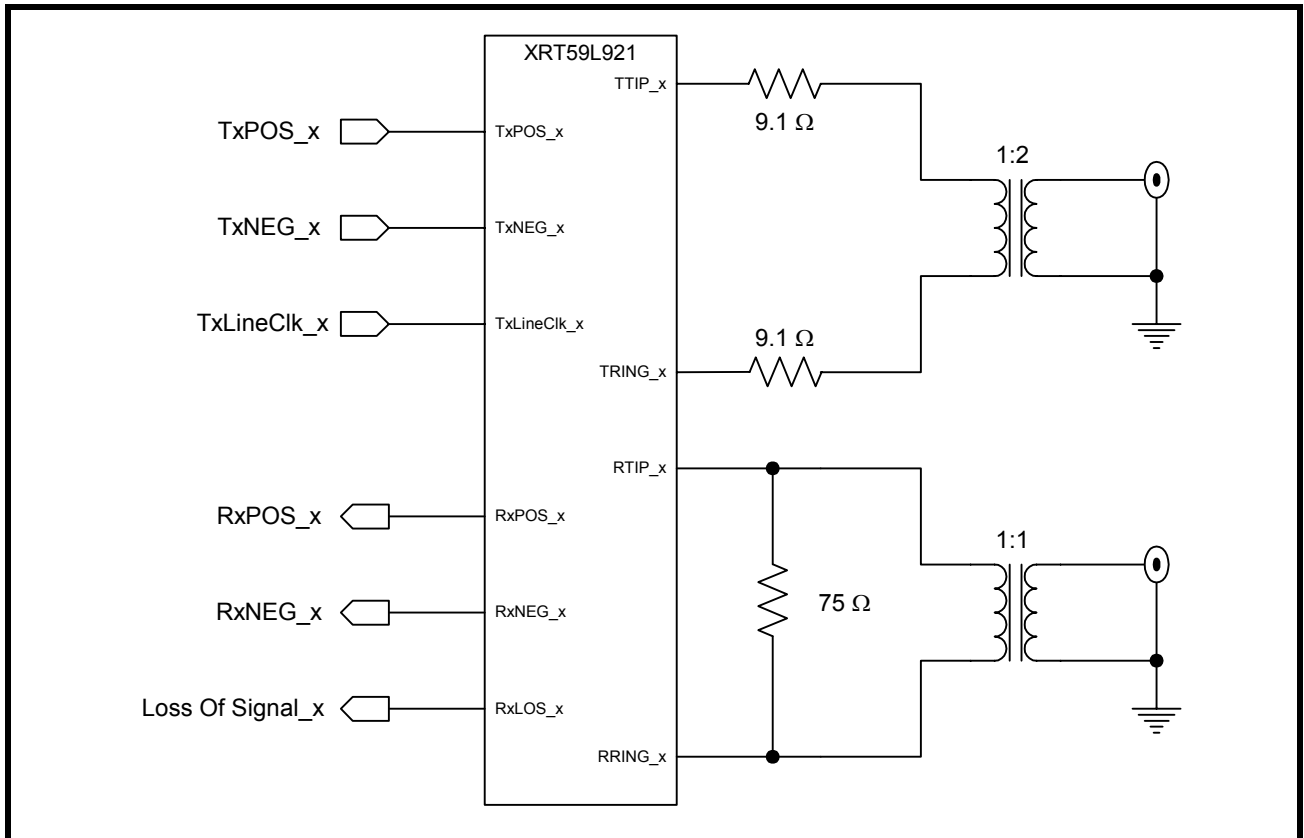 XRT59L921
TTIP_x
9.1 Ω
1:2
TxPOS_x
TxPOS_x
TxNEG_x
TxNEG_x
TxLineClk_x
TxLineClk_x
9.1 Ω
TRING_x
RTIP_x
RxPOS_x
RxPOS_x
1:1
75 Ω
RxNEG_x
RxNEG_x
Loss Of Signal_x
RxLOS_x
RRING_x